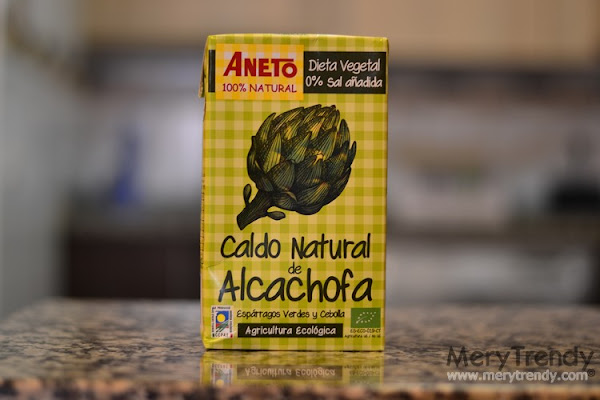 ANETO
100% NATURAL
Dieta Vegetal
0% Sal añadida
Caldo Natural
de
Alcachofa
Espárragos Verdes y Cebolla
Agricultura Ecológica
MeryTrendy
www.merytrendy.com